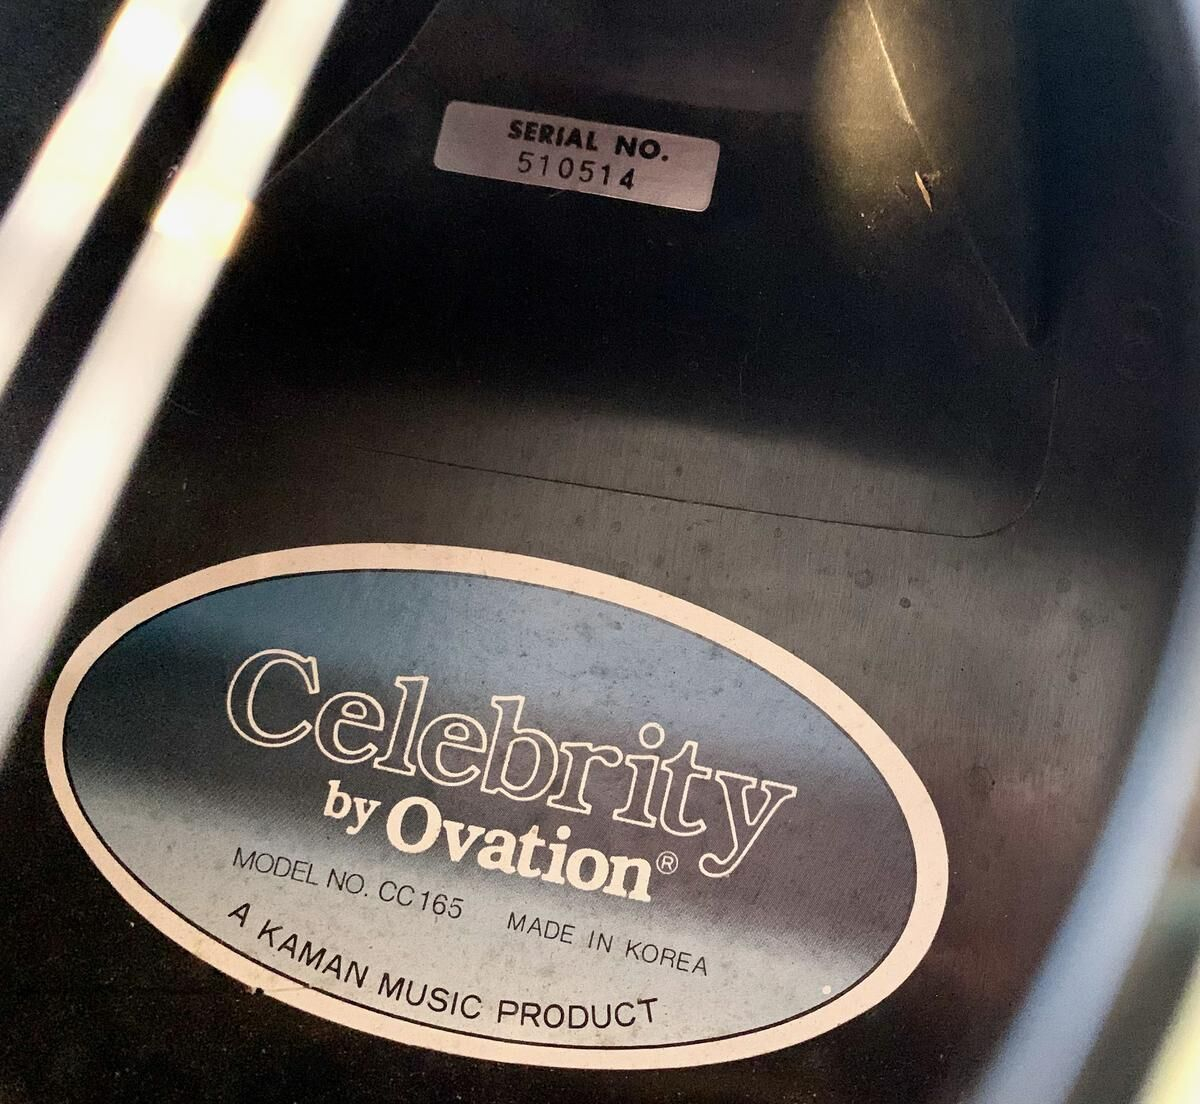 SERIAL NO.
510514
Celebrity
by Ovation®
MODEL NO. CC165 MADE IN KOREA
A KAMAN MUSIC PRODUCT